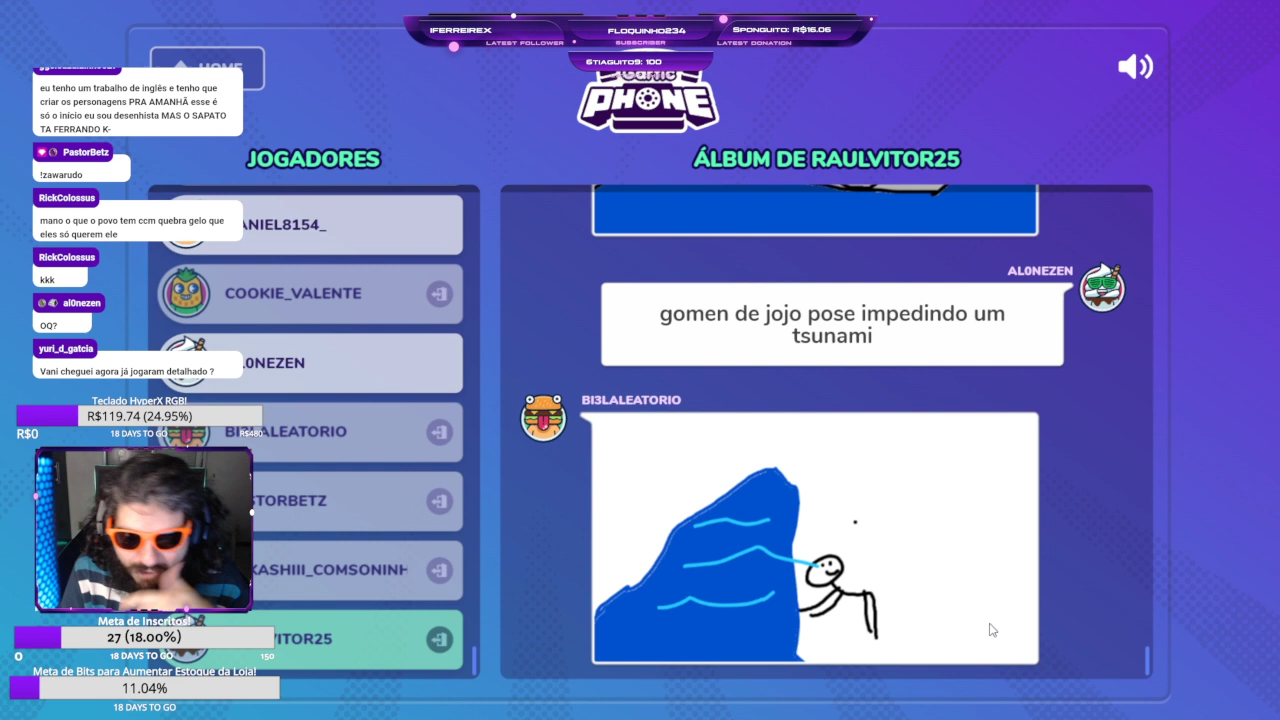 IFERREIREX
LATEST FOLLOWER
FLOQUINHO234
SUBSCRIBER
SPONGUITO: R$16.06
LATEST DONATION
6TIAGUITO9: 100
HOME
PHONE
eu tenho um trabalho de inglês e tenho que
criar os personagens PRA AMANHÃ esse é
só o início eu sou desenhista MAS O SAPATO
TA FERRANDO K-
PastorBetz
!zawarudo
RickColossus
mano o que o povo tem ccm quebra gelo que
eles só querem ele
RickColossus
kkk
al0nezen
OQ?
yuri_d_gatcia
Vani cheguei agora já jogaram detalhado ?
Teclado HyperX RGB!
R$119.74 (24.95%)
R$0
18 DAYS TO GO
R$480
Meta de Inscritos!
27 (18.00%)
0
18 DAYS TO GO
150
Meta de Bits para Aumentar Estoque da Loja!
11.04%
18 DAYS TO GO
JOGADORES
ANIEL8154_
COOKIE_VALENTE
L0NEZEN
BI3LALEATORIO
STORBETZ
KASHIII_COMSONINH
VITOR25
ÁLBUM DE RAULVITOR25
AL0NEZEN
gomen de jojo pose impedindo um
tsunami
BI3LALEATORIO